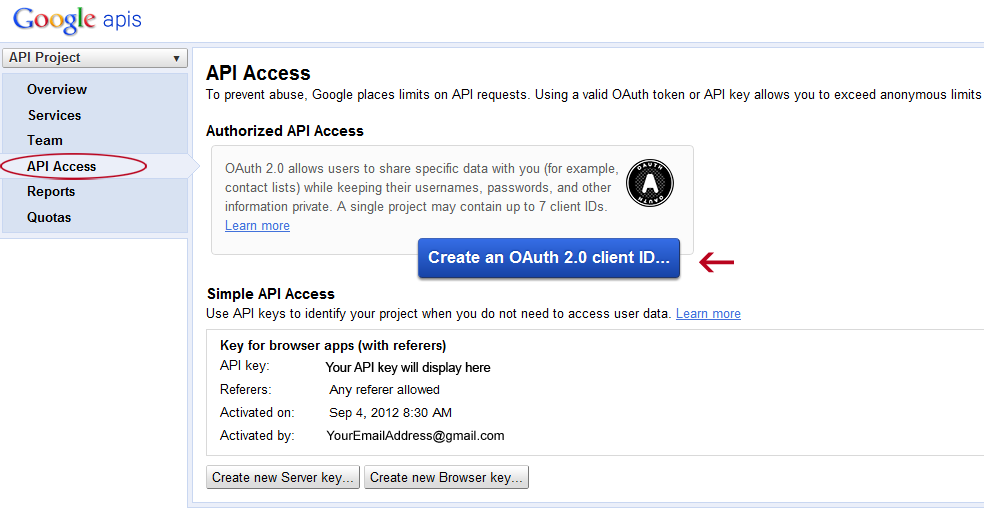 Google apis
API Project
Overview
Services
Team
API Access
Reports
Quotas
API Access
To prevent abuse, Google places limits on API requests. Using a valid OAuth token or API key allows you to exceed anonymous limits
Authorized API Access
OAuth 2.0 allows users to share specific data with you (for example,
contact lists) while keeping their usernames, passwords, and other
information private. A single project may contain up to 7 client IDs.
Learn more
OAUTH
A
OAUTH
Create an OAuth 2.0 client ID...
Simple API Access
Use API keys to identify your project when you do not need to access user data. Learn more
Key for browser apps (with referers)
API key: Your API key will display here
Referers: Any referer allowed
Activated on: Sep 4, 2012 8:30 AM
Activated by: YourEmailAddress@gmail.com
Create new Server key... Create new Browser key...